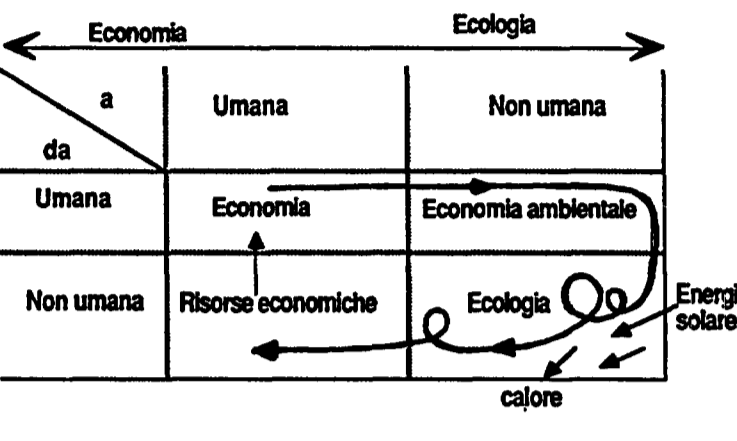 Economia
Ecologia
a
Umana
Non umana
da
Umana
Economia
Economia ambientale
Non umana
Risorse economiche
Ecologia
Energi
solare
calore